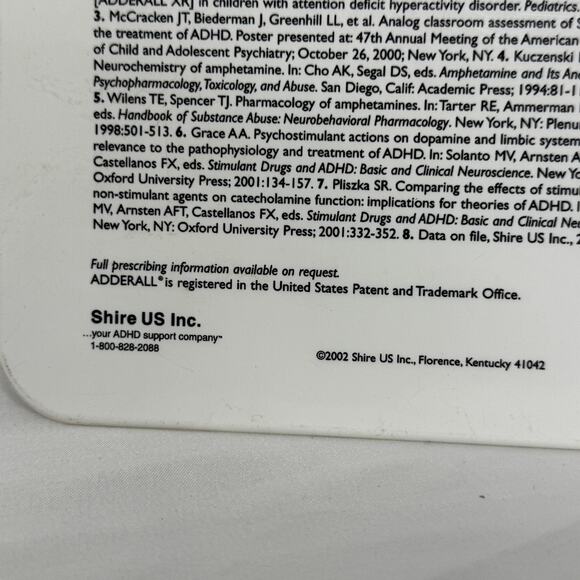 [ADDERALL XR] in children with attention deficit hyperactivity disorder. Pediatrics.
3. McCracken JT, Biederman J, Greenhill LL, et al. Analog classroom assessment of
the treatment of ADHD. Poster presented at: 47th Annual Meeting of the American
of Child and Adolescent Psychiatry; October 26, 2000; New York, NY. 4. Kuczenski
Neurochemistry of amphetamine. In: Cho AK, Segal DS, eds. Amphetamine and Its
Psychopharmacology, Toxicology, and Abuse. San Diego, Calif: Academic Press; 1994:81-1
5. Wilens TE, Spencer TJ. Pharmacology of amphetamines. In: Tarter RE, Ammerman
eds. Handbook of Substance Abuse: Neurobehavioral Pharmacology. New York, NY: Plenu
1998:501-513. 6. Grace AA. Psychostimulant actions on dopamine and limbic system
relevance to the pathophysiology and treatment of ADHD. In: Solanto MV, Arnsten A
Castellanos FX, eds. Stimulant Drugs and ADHD: Basic and Clinical Neuroscience. New Yo
Oxford University Press; 2001:134-157. 7. Pliszka SR. Comparing the effects of stimu
non-stimulant agents on catecholamine function: implications for theories of ADHD.
MV, Arnsten AFT, Castellanos FX, eds. Stimulant Drugs and ADHD: Basic and Clinical Neu
New York, NY: Oxford University Press; 2001:332-352. 8. Data on file, Shire US Inc., 2
Full prescribing information available on request.
ADDERALL® is registered in the United States Patent and Trademark Office.
Shire US Inc.
...your ADHD support company™
1-800-828-2088
©2002 Shire US Inc., Florence, Kentucky 41042